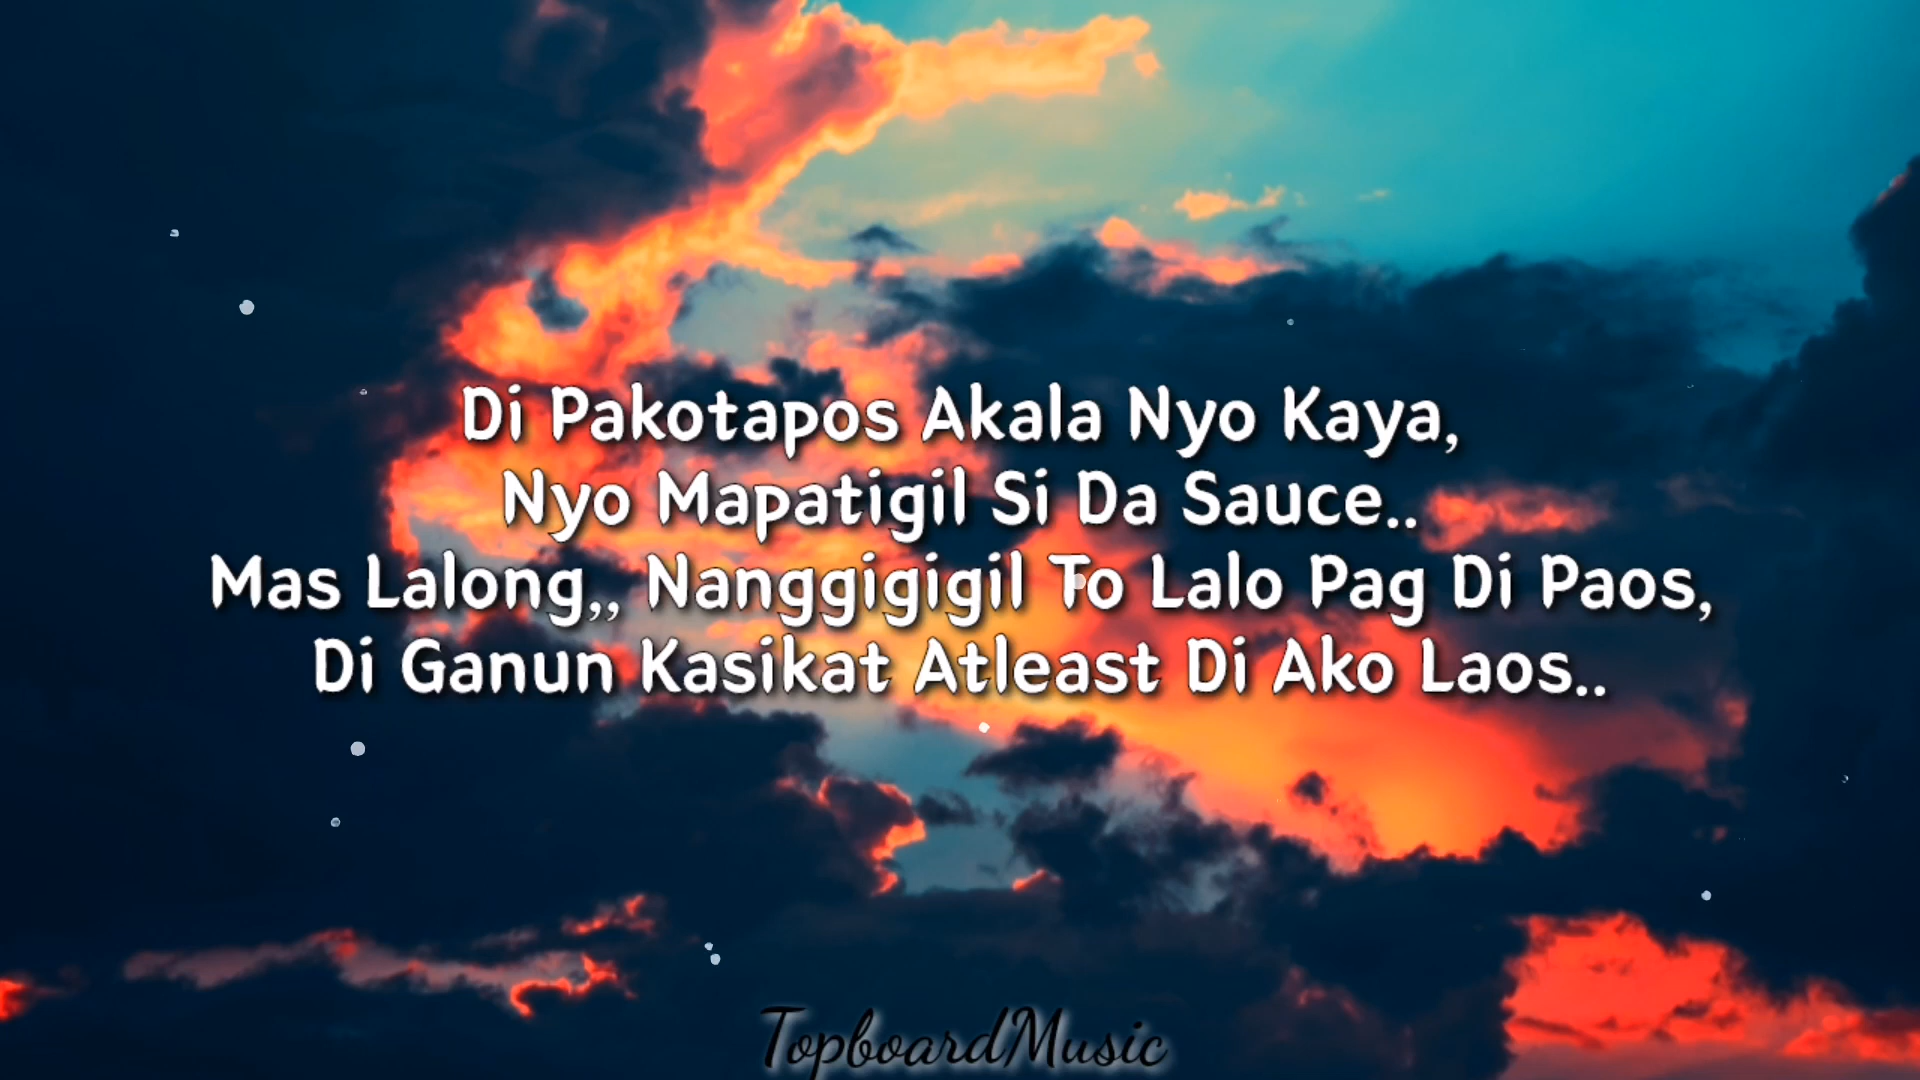 Di Pakotapos Akala Nyo Kaya,
Nyo Mapatigil Si Da Sauce..
Mas Lalong,, Nanggigigil To Lalo Pag Di Paos,
Di Ganun Kasikat Atleast Di Ako Laos..
TopboardMusic